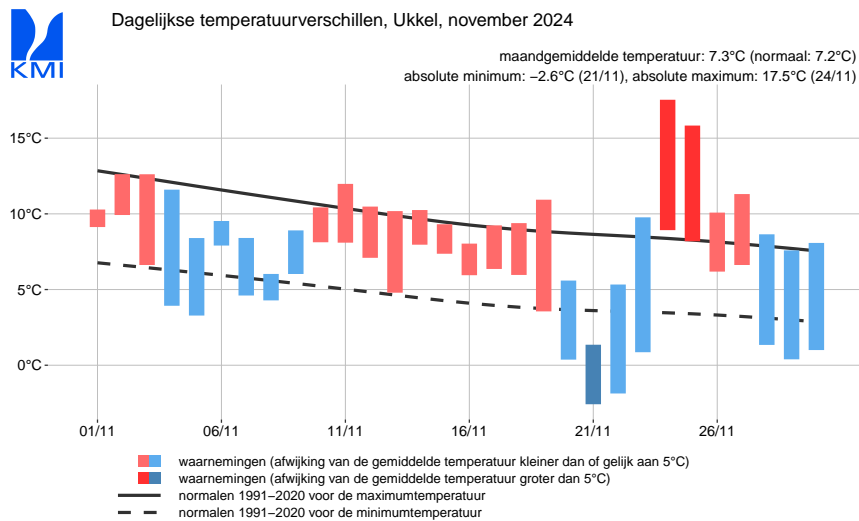 KMI
Dagelijkse temperatuurverschillen, Ukkel, november 2024
maandgemiddelde temperatuur: 7.3°C (normaal: 7.2°C)
absolute minimum: −2.6°C (21/11), absolute maximum: 17.5°C (24/11)
15°C
10°C
5°C
0°C
01/11 06/11 11/11 16/11 21/11 26/11
waarnemingen (afwijking van de gemiddelde temperatuur kleiner dan of gelijk aan 5°C)
waarnemingen (afwijking van de gemiddelde temperatuur groter dan 5°C)
normalen 1991−2020 voor de maximumtemperatuur
normalen 1991−2020 voor de minimumtemperatuur